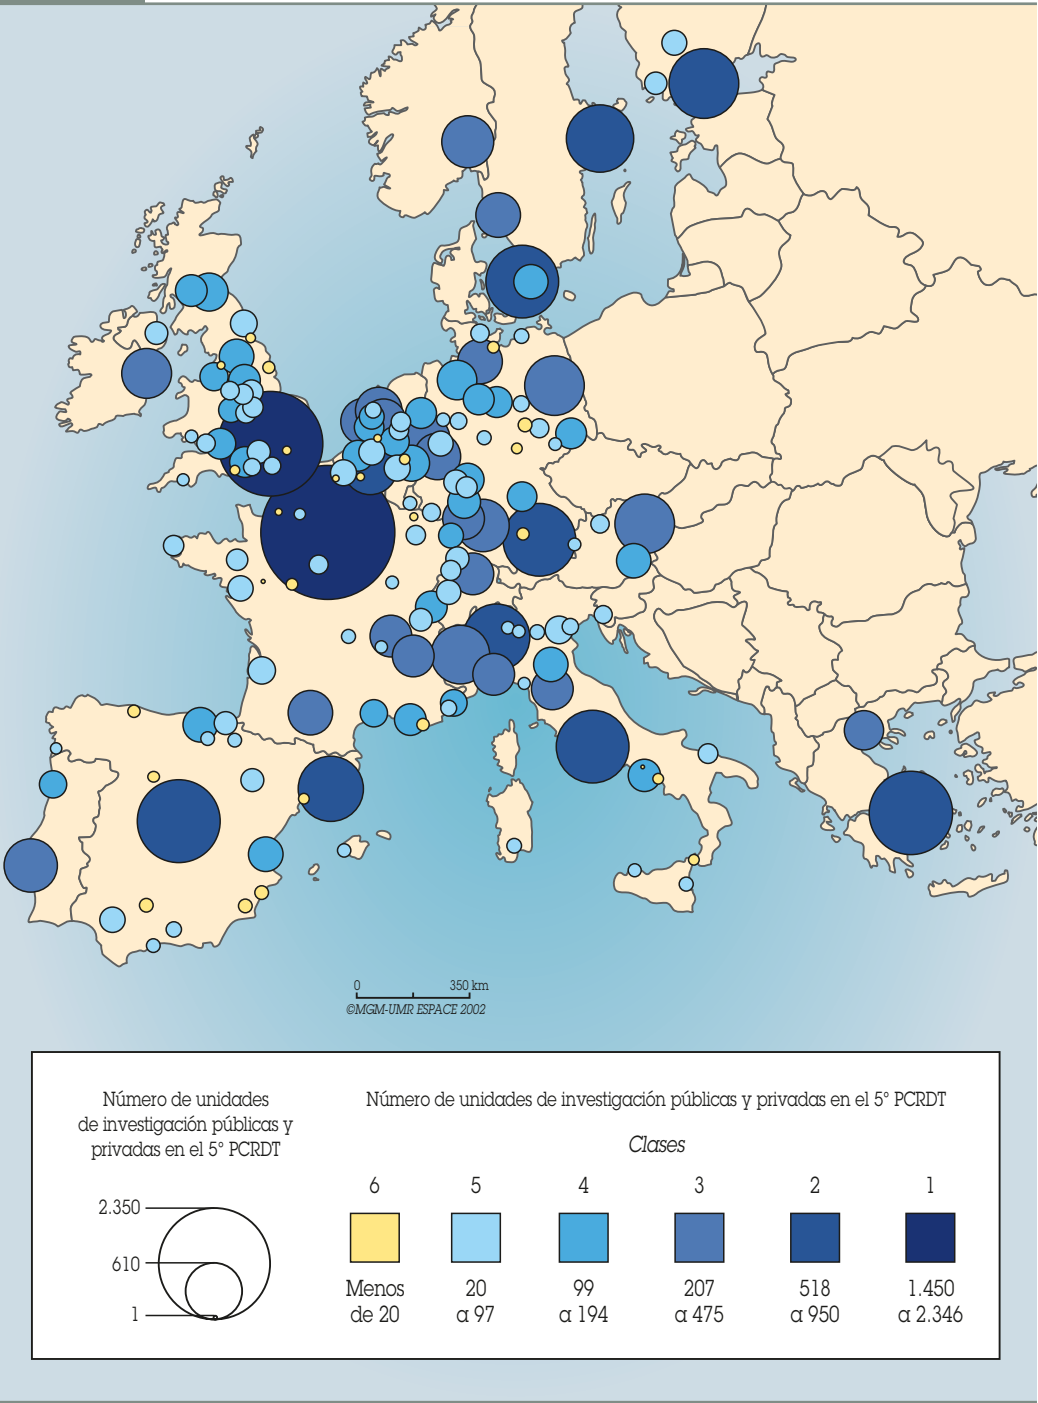 0 350 km
©MGM-UMR ESPACE 2002
Número de unidades
de investigación públicas y
privadas en el 5° PCRDT
2.350
610
1
Número de unidades de investigación públicas y privadas en el 5° PCRDT
Clases
6 5 4 3 2 1
Menos 20 99 207 518 1.450
de 20 a 97 a 194 a 475 a 950 a 2.346